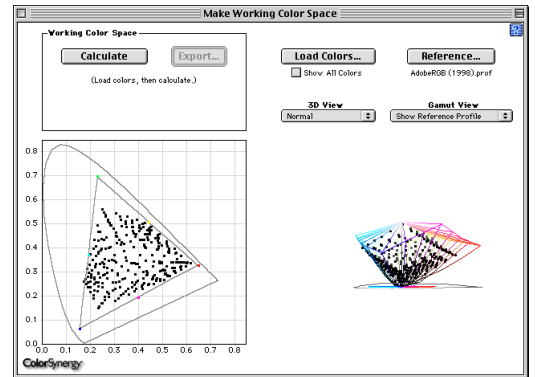 Make Working Color Space
Working Color Space
Calculate
Export...
(Load colors, then calculate.)
Load Colors...
Show All Colors
Reference...
AdobeRGB (1998).prof
3D View
Normal
Gamut View
Show Reference Profile
0.8
0.7
0.6
0.5
0.4
0.3
0.2
0.1
0.0
0.0 0.1 0.2 0.3 0.4 0.5 0.6 0.7 0.8
ColorSynergy